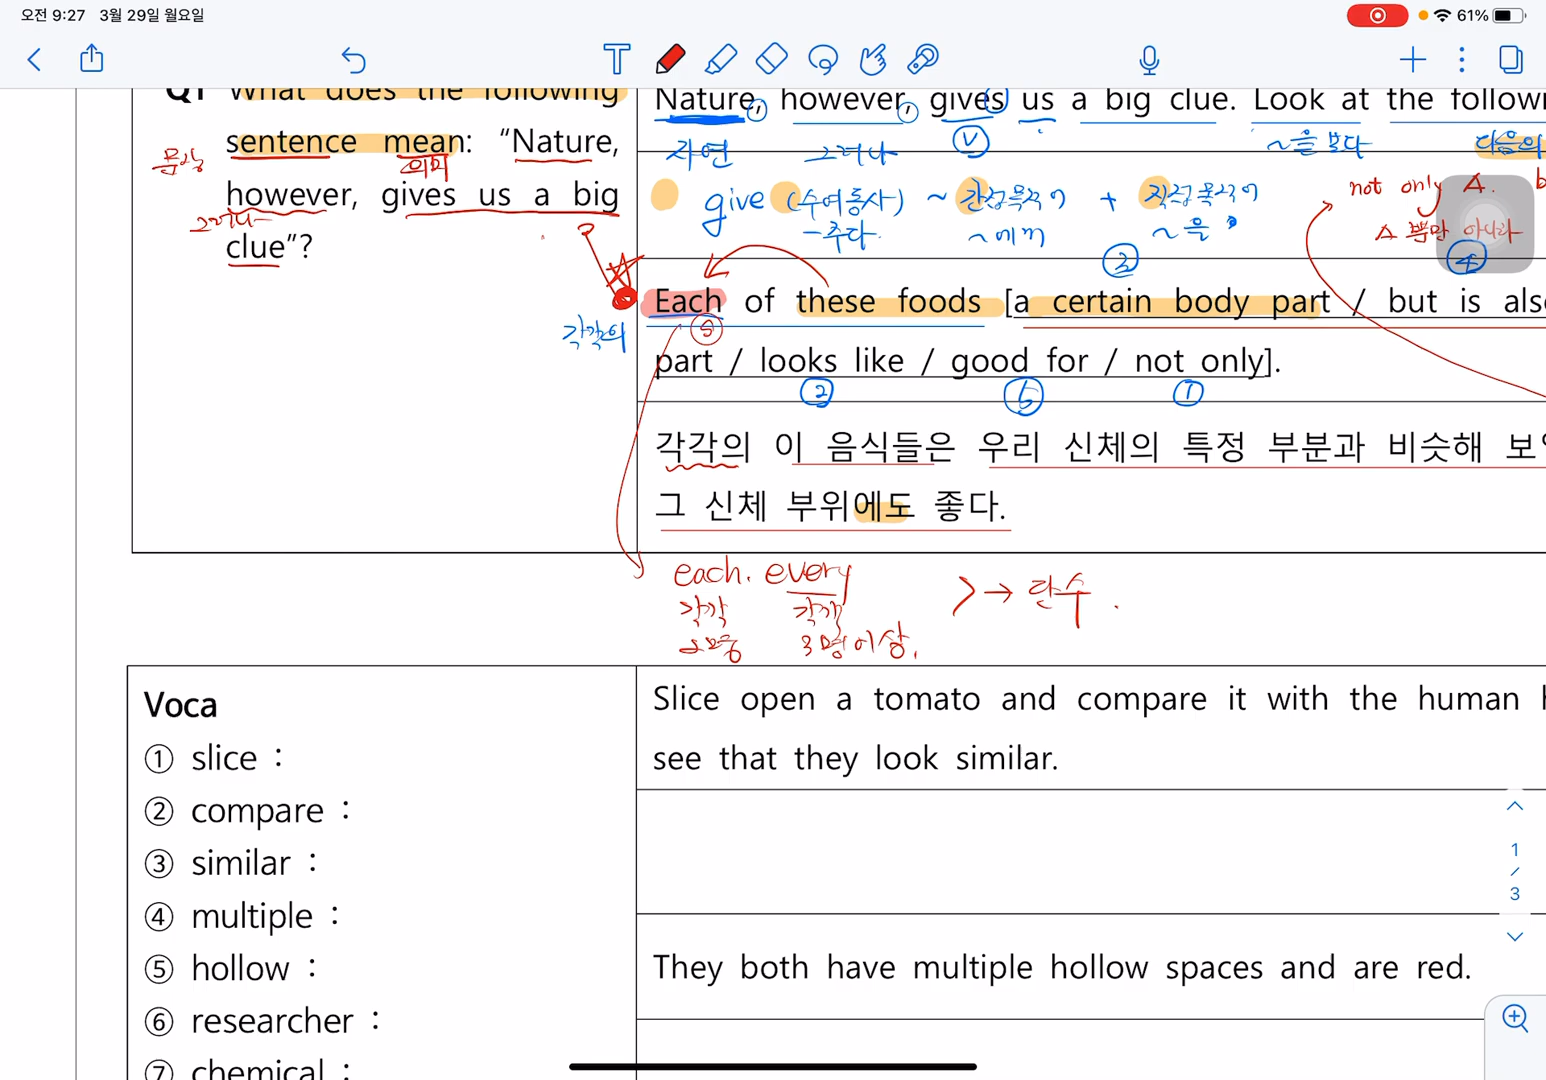 오전 9:27 3월 29일 월요일
61%
Q1 What does the following
sentence mean: “Nature,
문장
의미
however, gives us a big
그러나
clue”?
Nature, however, gives us a big clue. Look at the followi
자연 그러나 V ~을 보다 다음의
give (수여동사) ~ 간접목적어 + 직접목적어
~주다. ~에게 ~을
not only A.
A 뿐만 아니라
③ ④
Each of these foods [a certain body part / but is also
각각의
S
part / looks like / good for / not only].
② ⑤ ①
각각의 이 음식들은 우리 신체의 특정 부분과 비슷해 보
그 신체 부위에도 좋다.
each. every → 단수.
각각 각각
3명이상.
Voca
① slice :
② compare :
③ similar :
④ multiple :
⑤ hollow :
⑥ researcher :
⑦ chemical :
Slice open a tomato and compare it with the human
see that they look similar.
They both have multiple hollow spaces and are red.
1
/
3